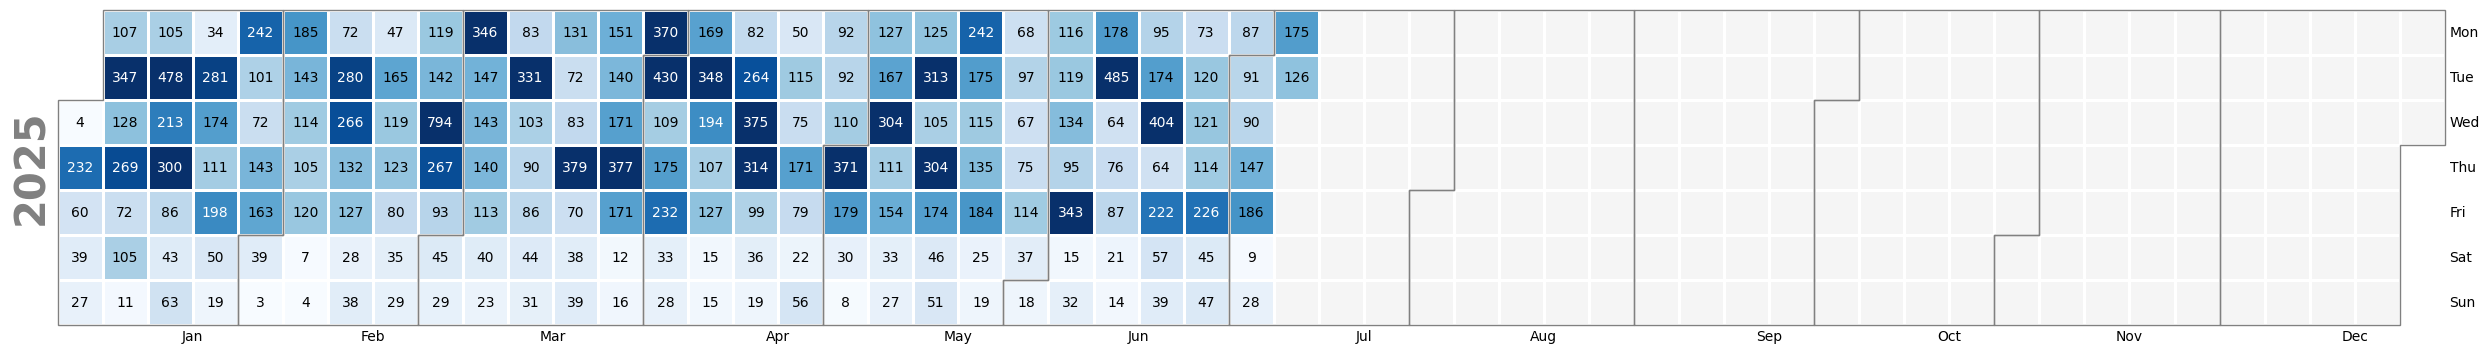 107 105 34 242 185 72 47 119 346 83 131 151 370 169 82 50 92 127 125 242 68 116 178 95 73 87 175 Mon
347 478 281 101 143 280 165 142 147 331 72 140 430 348 264 115 92 167 313 175 97 119 485 174 120 91 126 Tue
4 128 213 174 72 114 266 119 794 143 103 83 171 109 194 375 75 110 304 105 115 67 134 64 404 121 90 Wed
232 269 300 111 143 105 132 123 267 140 90 379 377 175 107 314 171 371 111 304 135 75 95 76 64 114 147 Thu
60 72 86 198 163 120 127 80 93 113 86 70 171 232 127 99 79 179 154 174 184 114 343 87 222 226 186 Fri
39 105 43 50 39 7 28 35 45 40 44 38 12 33 15 36 22 30 33 46 25 37 15 21 57 45 9 Sat
27 11 63 19 3 4 38 29 29 23 31 39 16 28 15 19 56 8 27 51 19 18 32 14 39 47 28 Sun
Jan Feb Mar Apr May Jun Jul Aug Sep Oct Nov Dec
2025